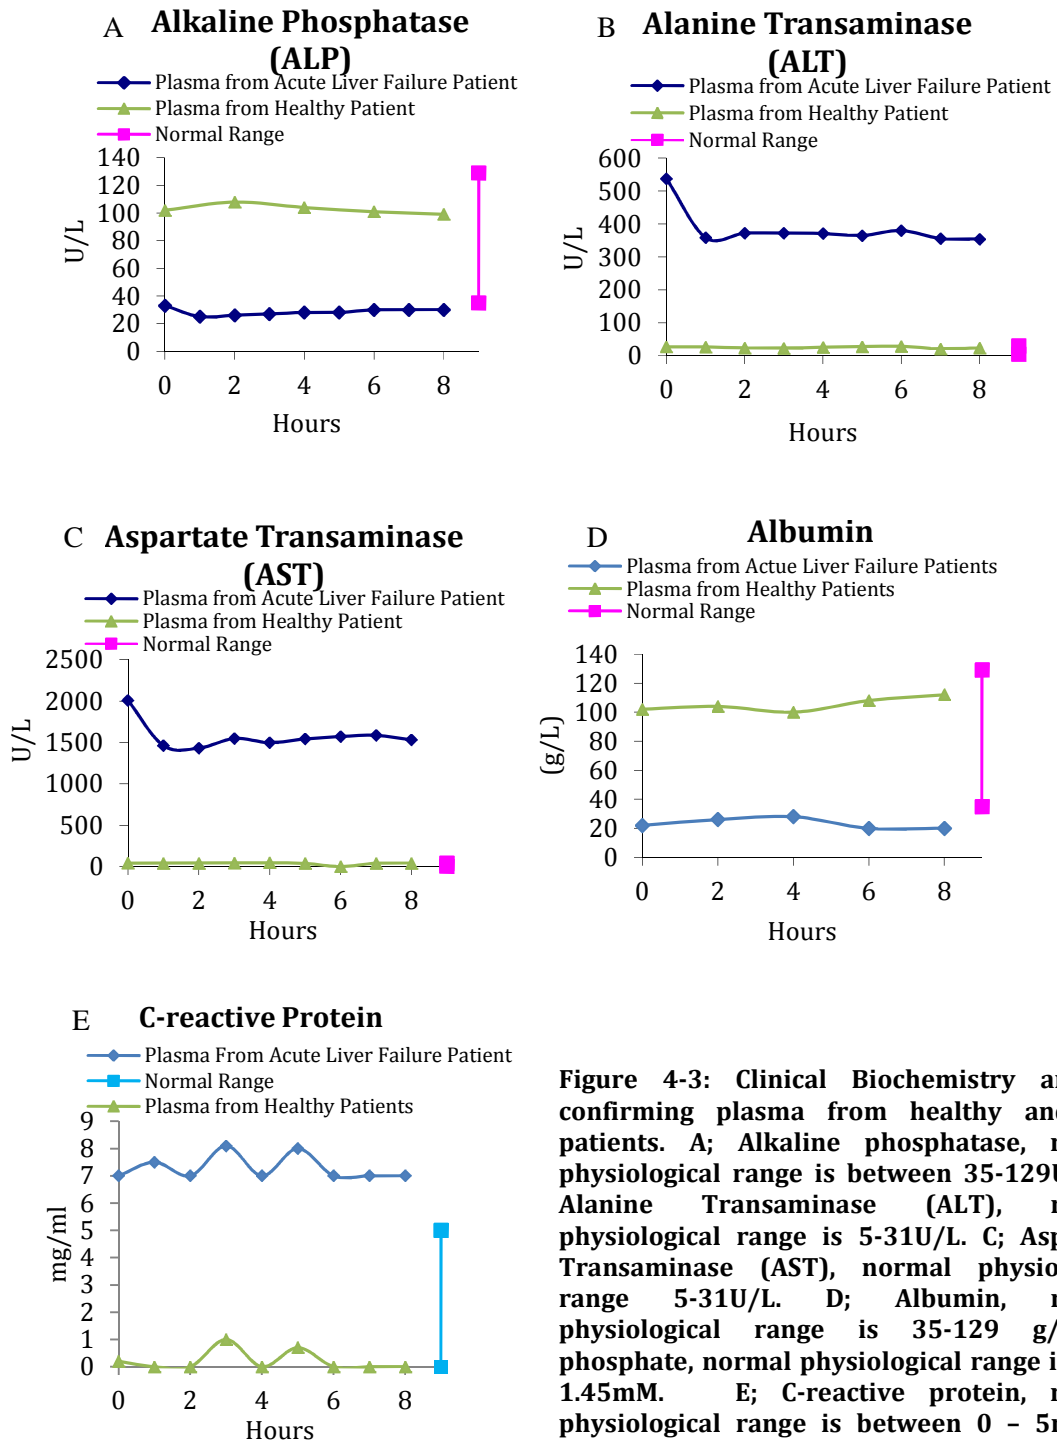 A Alkaline Phosphatase
(ALP)
Plasma from Acute Liver Failure Patient
Plasma from Healthy Patient
Normal Range
140
120
100
80
60
40
20
0
U/L
0 2 4 6 8
Hours
B Alanine Transaminase
(ALT)
Plasma from Acute Liver Failure Patient
Plasma from Healthy Patient
Normal Range
600
500
400
300
200
100
0
U/L
0 2 4 6 8
Hours
C Aspartate Transaminase
(AST)
Plasma from Acute Liver Failure Patient
Plasma from Healthy Patient
Normal Range
2500
2000
1500
1000
500
0
U/L
0 2 4 6 8
Hours
D Albumin
Plasma from Actue Liver Failure Patients
Plasma from Healthy Patients
Normal Range
140
120
100
80
60
40
20
0
(g/L)
0 2 4 6 8
Hours
E C-reactive Protein
Plasma From Acute Liver Failure Patient
Normal Range
Plasma from Healthy Patients
9
8
7
6
5
4
3
2
1
0
mg/ml
0 2 4 6 8
Hours
Figure 4-3: Clinical Biochemistry
confirming plasma from healthy
patients. A; Alkaline phosphatase,
physiological range is between
Alanine Transaminase (ALT),
physiological range is 5-31U/L. C;
Transaminase (AST), normal
range 5-31U/L. D; Albumin,
physiological range is 35-129
phosphate, normal physiological range
1.45mM. E; C-reactive protein,
physiological range is between 0 –